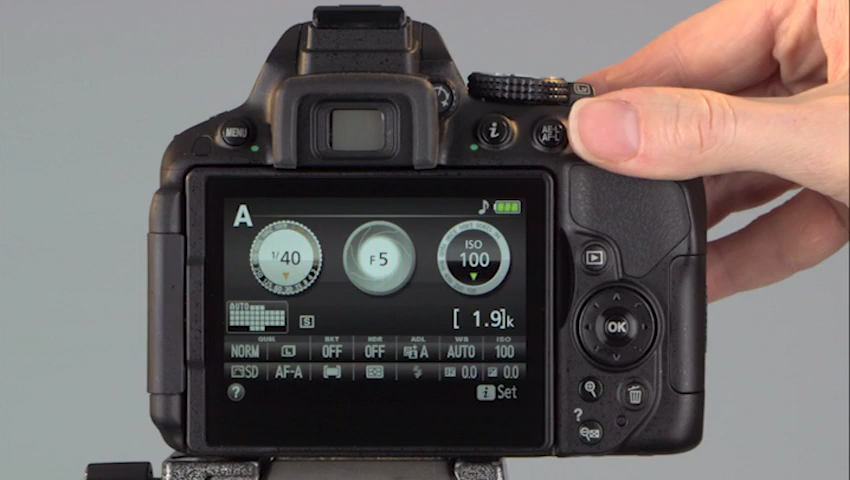 MENU
i
AE-L
AF-L
Lv
A
1/40
F5
ISO
100
AUTO
S
[ 1.9]k
QUAL BKT HDR ADL WB ISO
NORM L OFF OFF A AUTO 100
SD AF-A 0.0 0.0
?
i Set
OK
?